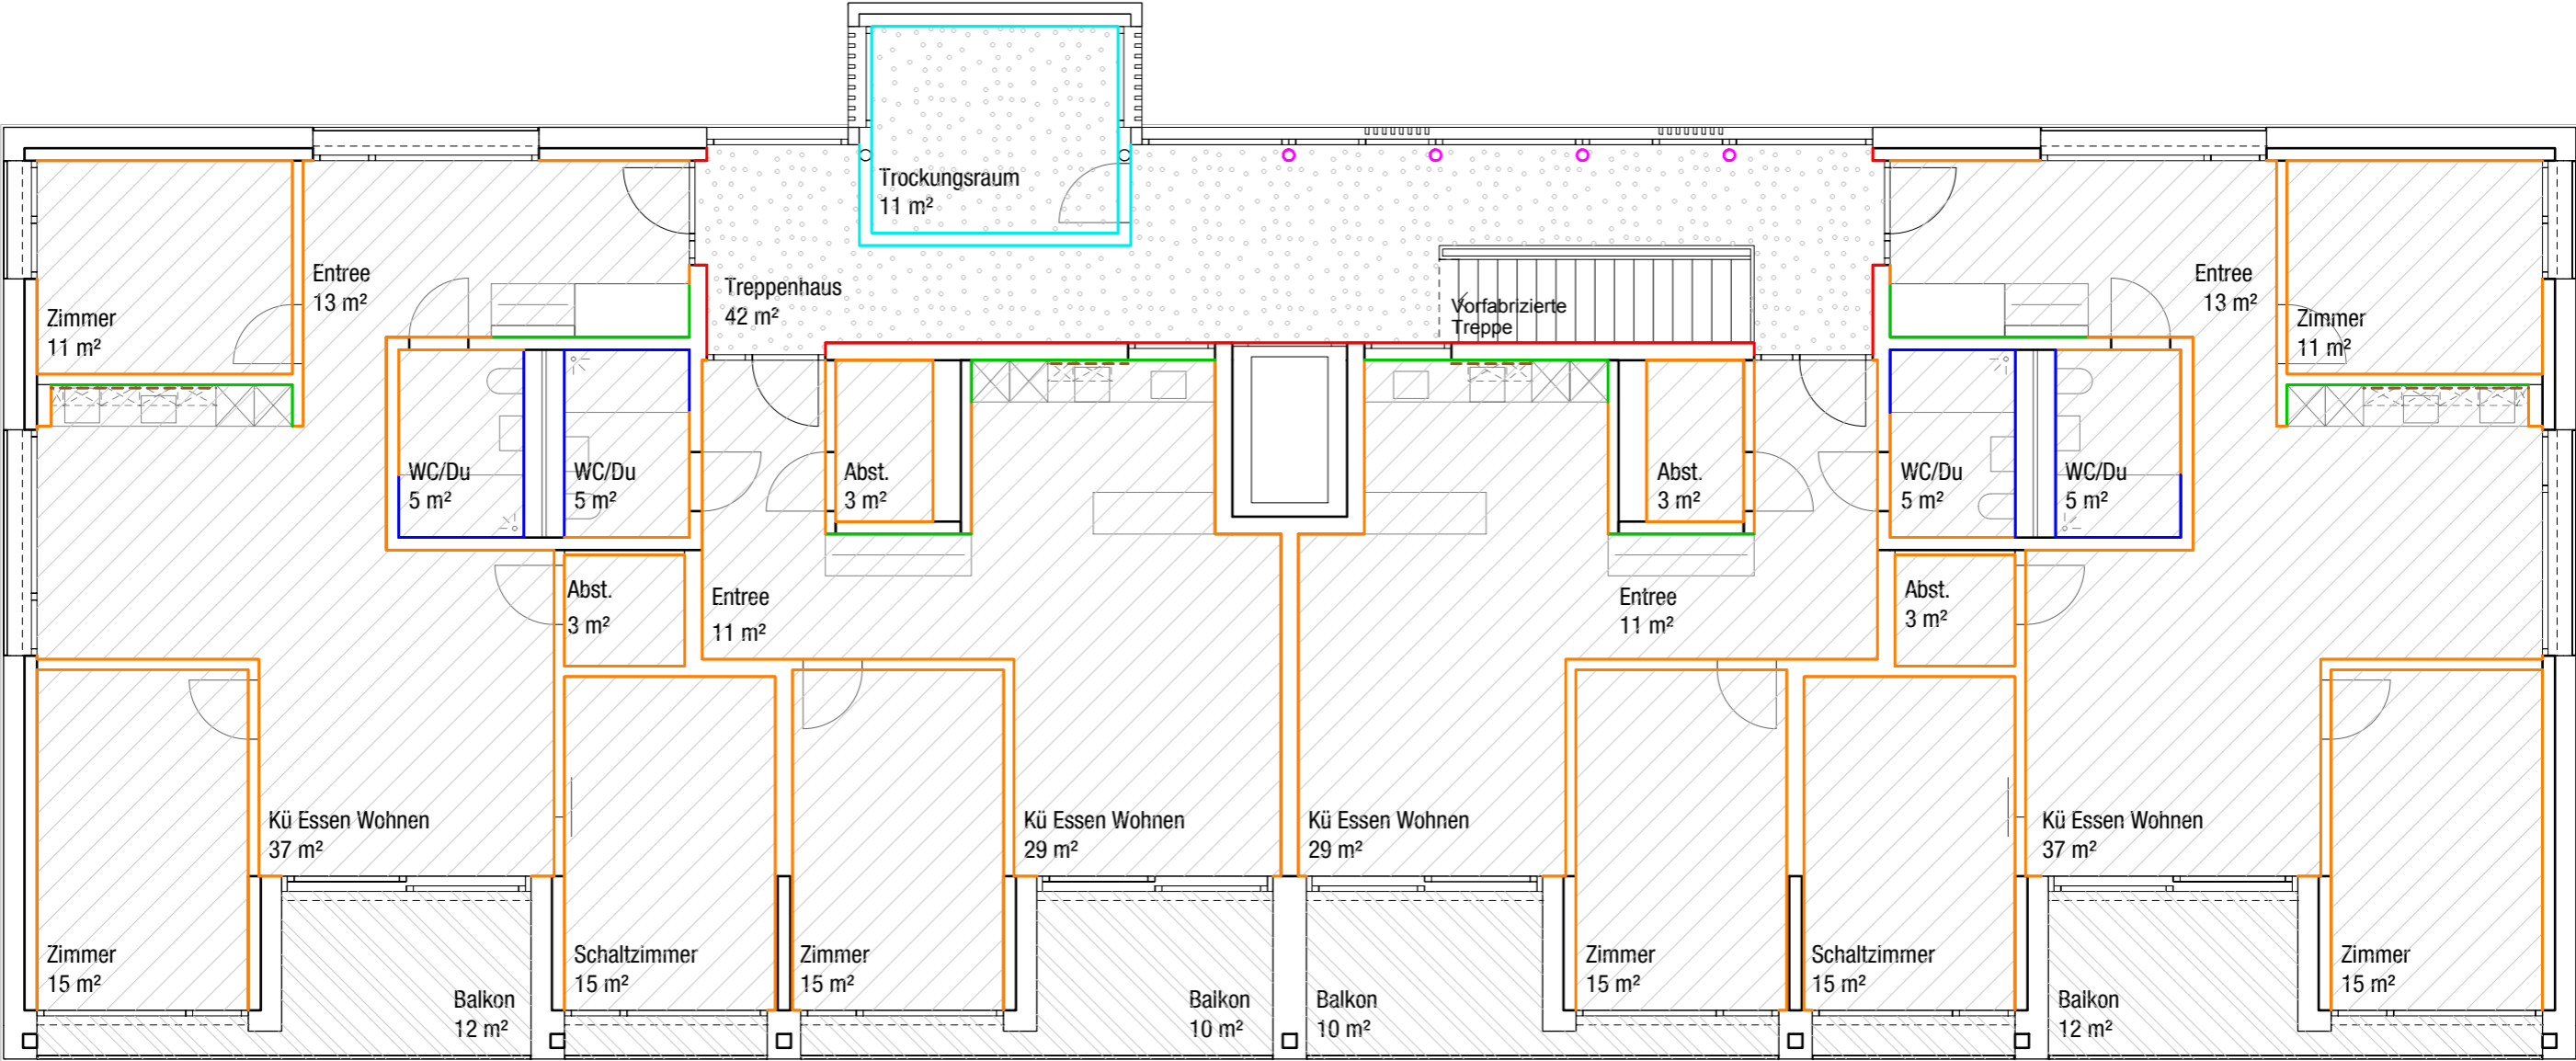 Trockungsraum
11 m²
Entree
13 m²
Treppenhaus
42 m²
Vorfabrizierte
Treppe
Entree
13 m²
Zimmer
11 m²
Zimmer
11 m²
WC/Du
5 m²
WC/Du
5 m²
Abst.
3 m²
Abst.
3 m²
WC/Du
5 m²
WC/Du
5 m²
Abst.
3 m²
Entree
11 m²
Entree
11 m²
Abst.
3 m²
Kü Essen Wohnen
37 m²
Kü Essen Wohnen
29 m²
Kü Essen Wohnen
29 m²
Kü Essen Wohnen
37 m²
Zimmer
15 m²
Schaltzimmer
15 m²
Zimmer
15 m²
Zimmer
15 m²
Schaltzimmer
15 m²
Zimmer
15 m²
Balkon
12 m²
Balkon
10 m²
Balkon
10 m²
Balkon
12 m²